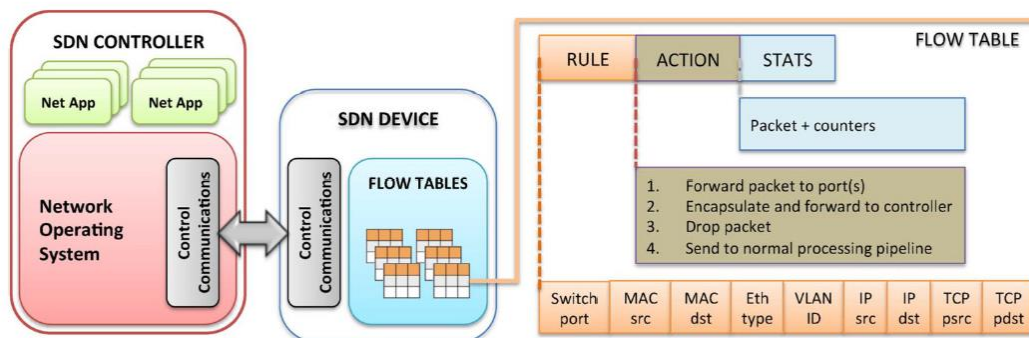 SDN CONTROLLER
Net App
Net App
Network
Operating
System
Control
Communications
SDN DEVICE
Control
Communications
FLOW TABLES
FLOW TABLE
RULE
ACTION
STATS
Packet + counters
1. Forward packet to port(s)
2. Encapsulate and forward to controller
3. Drop packet
4. Send to normal processing pipeline
Switch
port
MAC
src
MAC
dst
Eth
type
VLAN
ID
IP
src
IP
dst
TCP
psrc
TCP
pdst